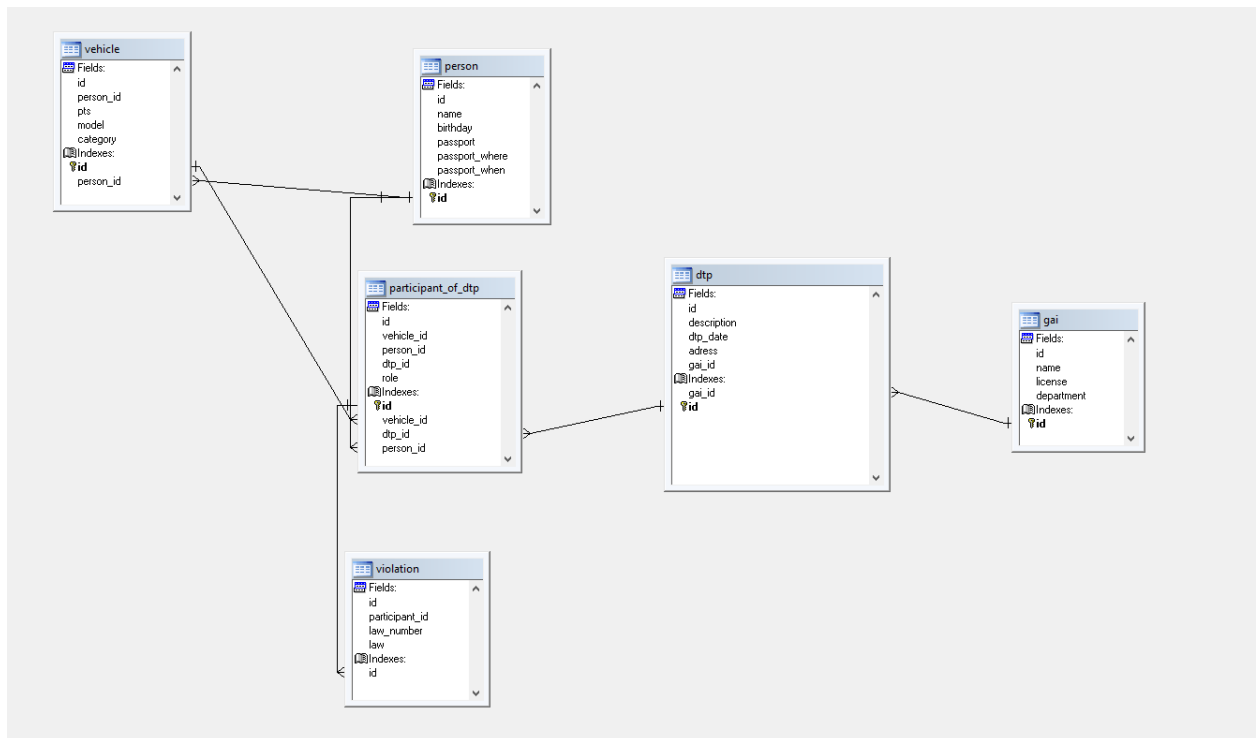 vehicle
Fields:
id
person_id
pts
model
category
Indexes:
id
person_id
person
Fields:
id
name
birthday
passport
passport_where
passport_when
Indexes:
id
participant_of_dtp
Fields:
id
vehicle_id
person_id
dtp_id
role
Indexes:
id
vehicle_id
dtp_id
person_id
dtp
Fields:
id
description
dtp_date
adress
gai_id
Indexes:
gai_id
id
gai
Fields:
id
name
license
department
Indexes:
id
violation
Fields:
id
participant_id
law_number
law
Indexes:
id